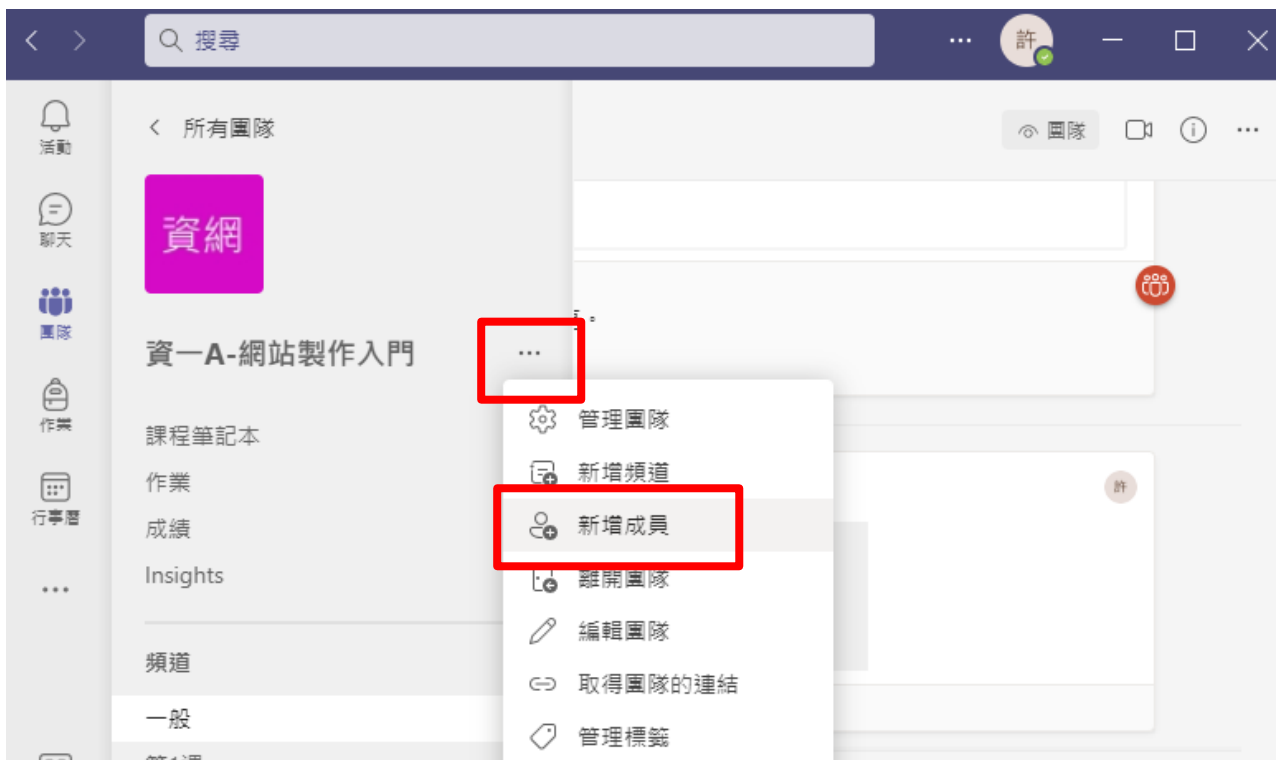 搜尋
許
活動
聊天
團隊
作業
行事曆
所有團隊
資網
資一A-網站製作入門
課程筆記本
作業
成績
Insights
頻道
一般
團隊
管理團隊
新增頻道
新增成員
離開團隊
編輯團隊
取得團隊的連結
管理標籤
許